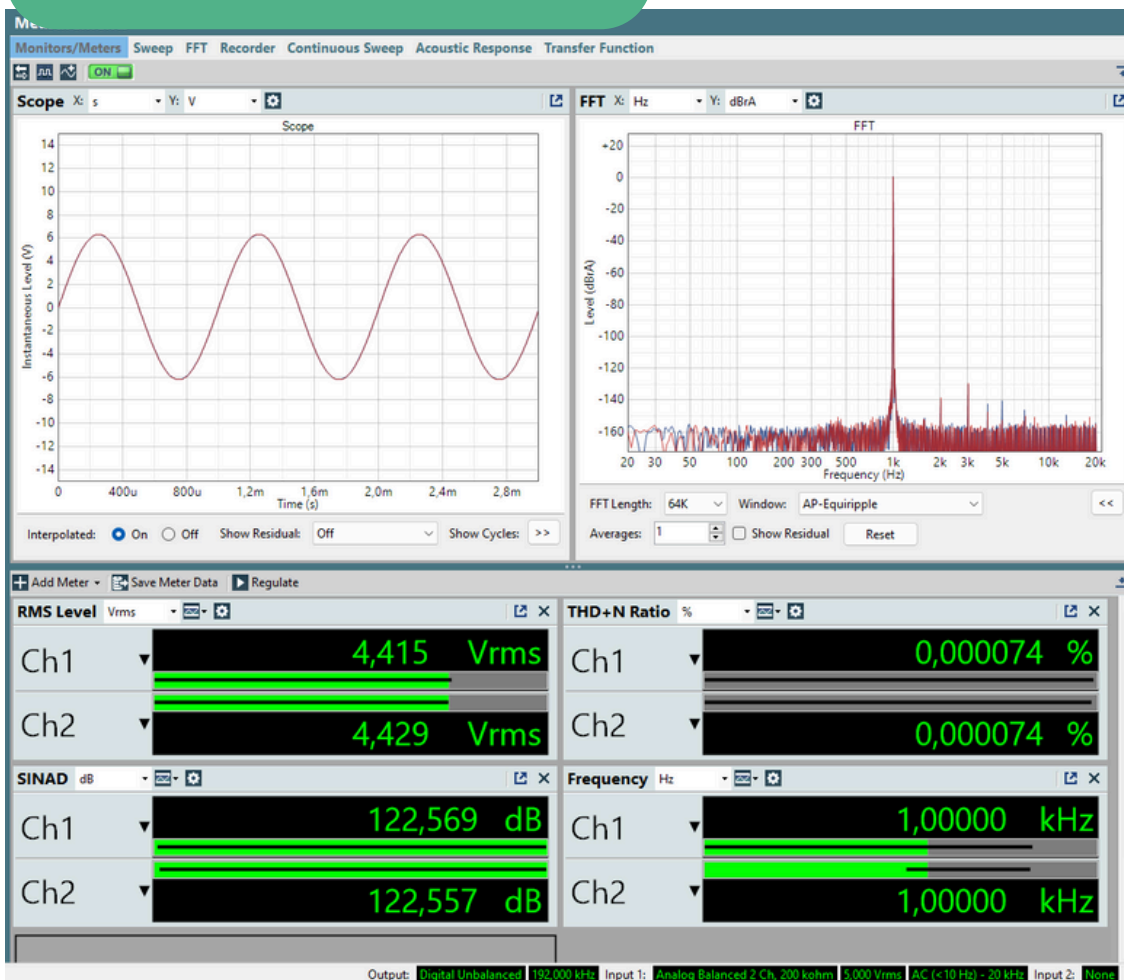 Monitors/Meters Sweep FFT Recorder Continuous Sweep Acoustic Response Transfer Function
ON
Scope X: s Y: V
Scope
Instantaneous Level (V)
14
12
10
8
6
4
2
0
-2
-4
-6
-8
-10
-12
-14
0 400u 800u 1,2m 1,6m 2,0m 2,4m 2,8m
Time (s)
Interpolated: On Off Show Residual: Off Show Cycles: >>
FFT X: Hz Y: dBrA
FFT
Level (dBrA)
+20
0
-20
-40
-60
-80
-100
-120
-140
-160
20 30 50 100 200 300 500 1k 2k 3k 5k 10k 20k
Frequency (Hz)
FFT Length: 64K Window: AP-Equiripple <<
Averages: 1 Show Residual Reset
Add Meter Save Meter Data Regulate
RMS Level Vrms
Ch1 4,415 Vrms
Ch2 4,429 Vrms
THD+N Ratio %
Ch1 0,000074 %
Ch2 0,000074 %
SINAD dB
Ch1 122,569 dB
Ch2 122,557 dB
Frequency Hz
Ch1 1,00000 kHz
Ch2 1,00000 kHz
Output: Digital Unbalanced 192,000 kHz Input 1: Analog Balanced 2 Ch, 200 kohm 5,000 Vrms AC (<10 Hz) - 20 kHz Input 2: None